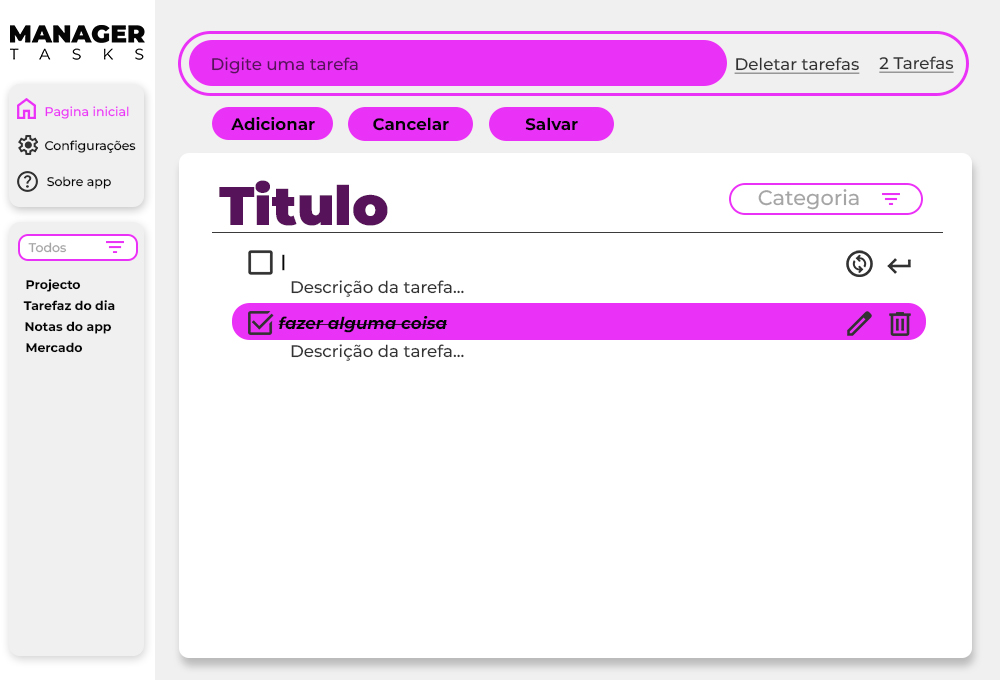 MANAGER
TASKS
Pagina inicial
Configurações
Sobre app
Todos
Projecto
Tarefaz do dia
Notas do app
Mercado
Digite uma tarefa
Deletar tarefas
2 Tarefas
Adicionar
Cancelar
Salvar
Titulo
Categoria
Descrição da tarefa...
fazer alguma coisa
Descrição da tarefa...